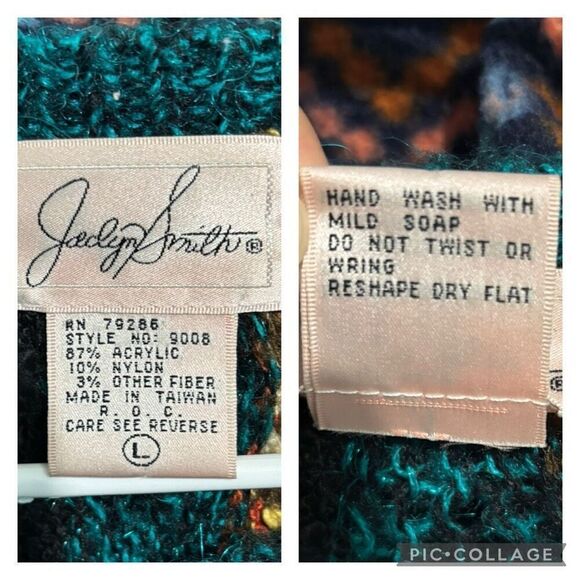 Jaclyn Smith®
RN 79286
STYLE NO: 9008
87% ACRYLIC
10% NYLON
3% OTHER FIBER
MADE IN TAIWAN
R. O. C.
CARE SEE REVERSE
L
HAND WASH WITH
MILD SOAP
DO NOT TWIST OR
WRING
RESHAPE DRY FLAT
®
PIC•COLLAGE